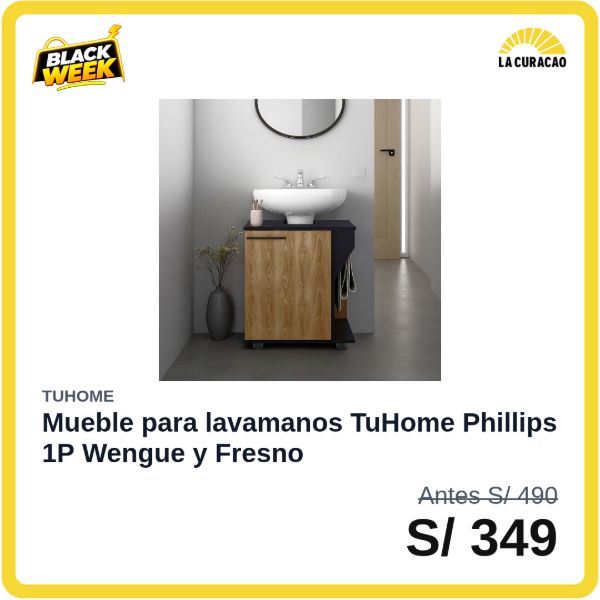 BLACK
WEEK
LA CURACAO
TUHOME
Mueble para lavamanos TuHome Phillips
1P Wengue y Fresno
Antes S/ 490
S/ 349